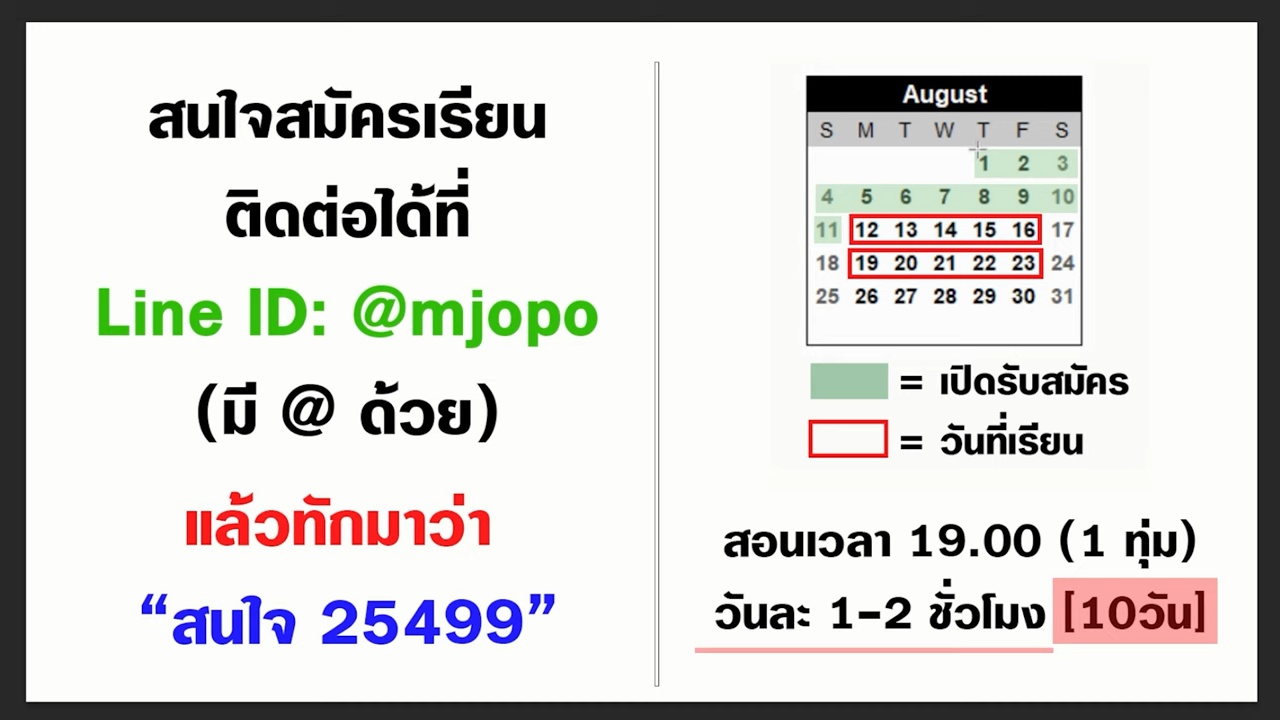 สนใจสมัครเรียน
ติดต่อได้ที่
Line ID: @mjopo
(มี @ ด้วย)
แล้วทักมาว่า
“สนใจ 25499”
August
S M T W T F S
1 2 3
4 5 6 7 8 9 10
11 12 13 14 15 16 17
18 19 20 21 22 23 24
25 26 27 28 29 30 31
= เปิดรับสมัคร
= วันที่เรียน
สอนเวลา 19.00 (1 ทุ่ม)
วันละ 1-2 ชั่วโมง [10วัน]